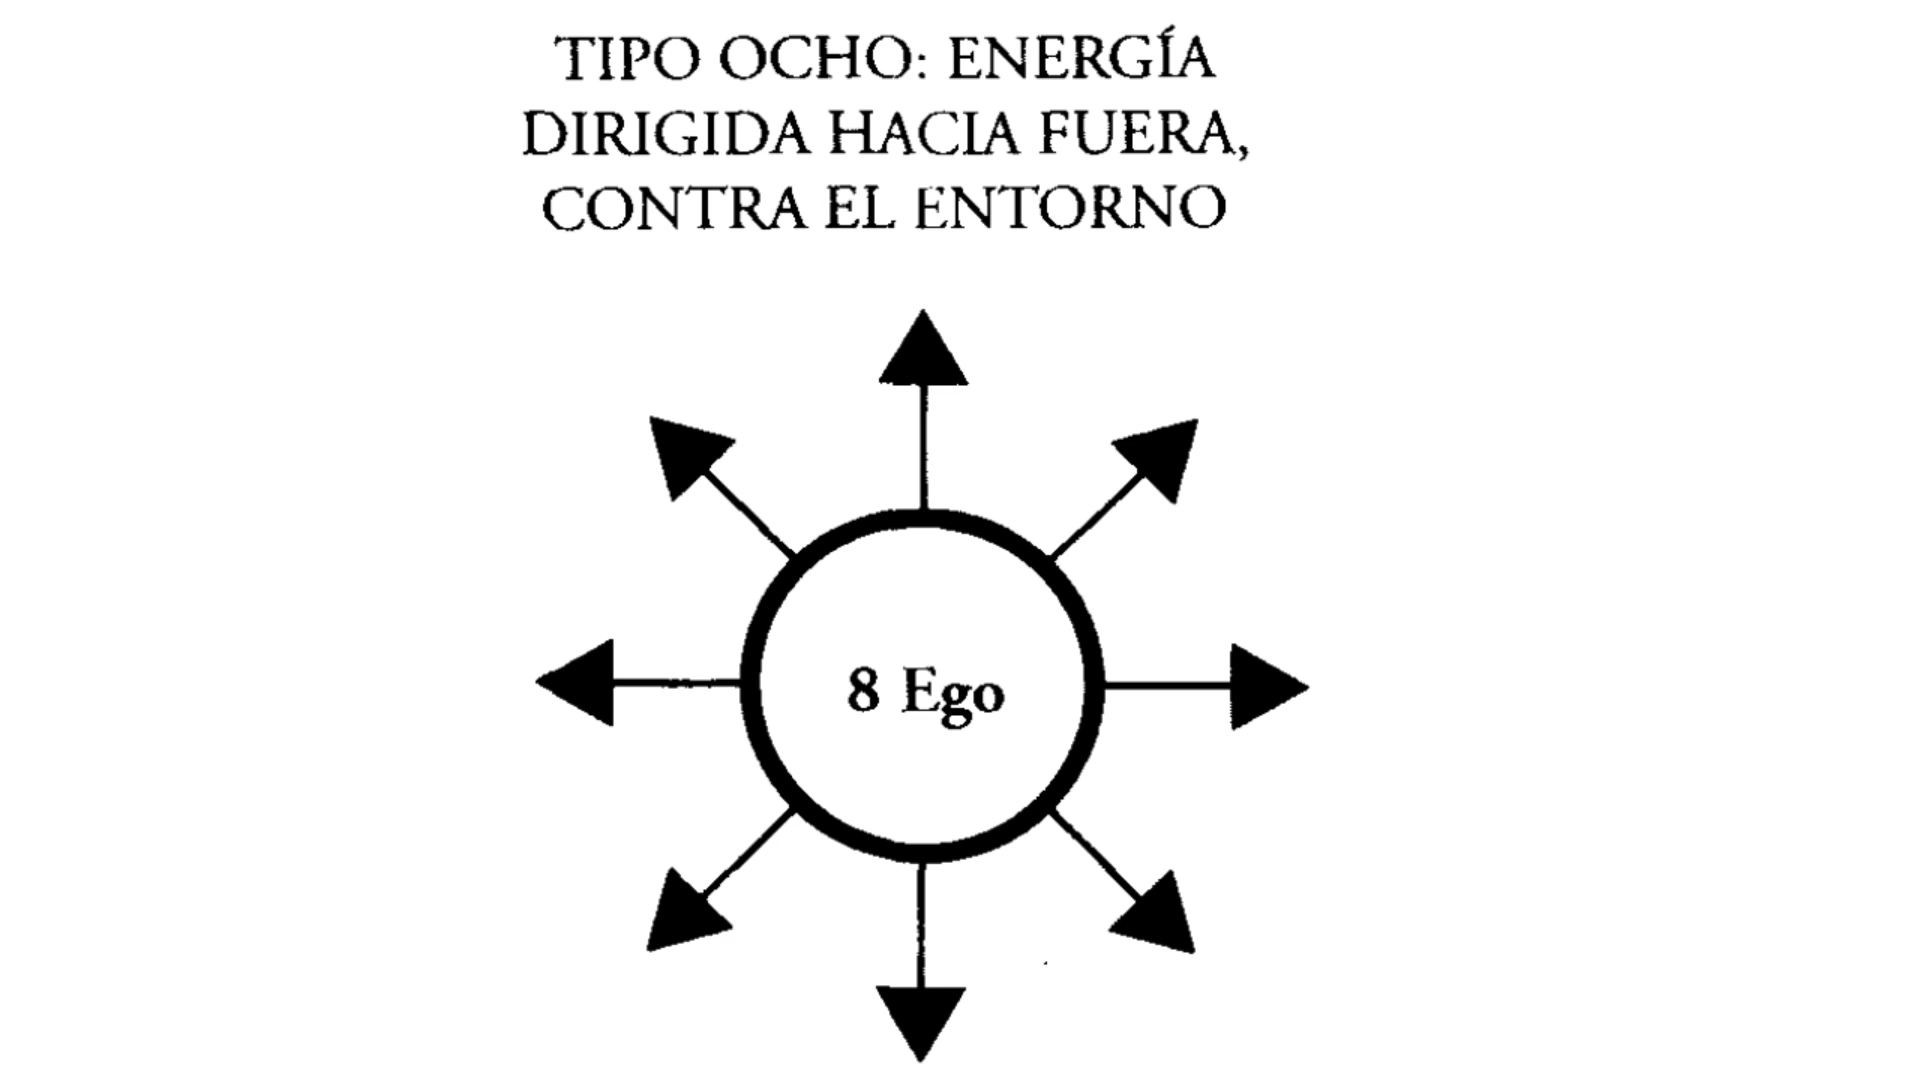 TIPO OCHO: ENERGÍA
DIRIGIDA HACIA FUERA,
CONTRA EL ENTORNO
8 Ego